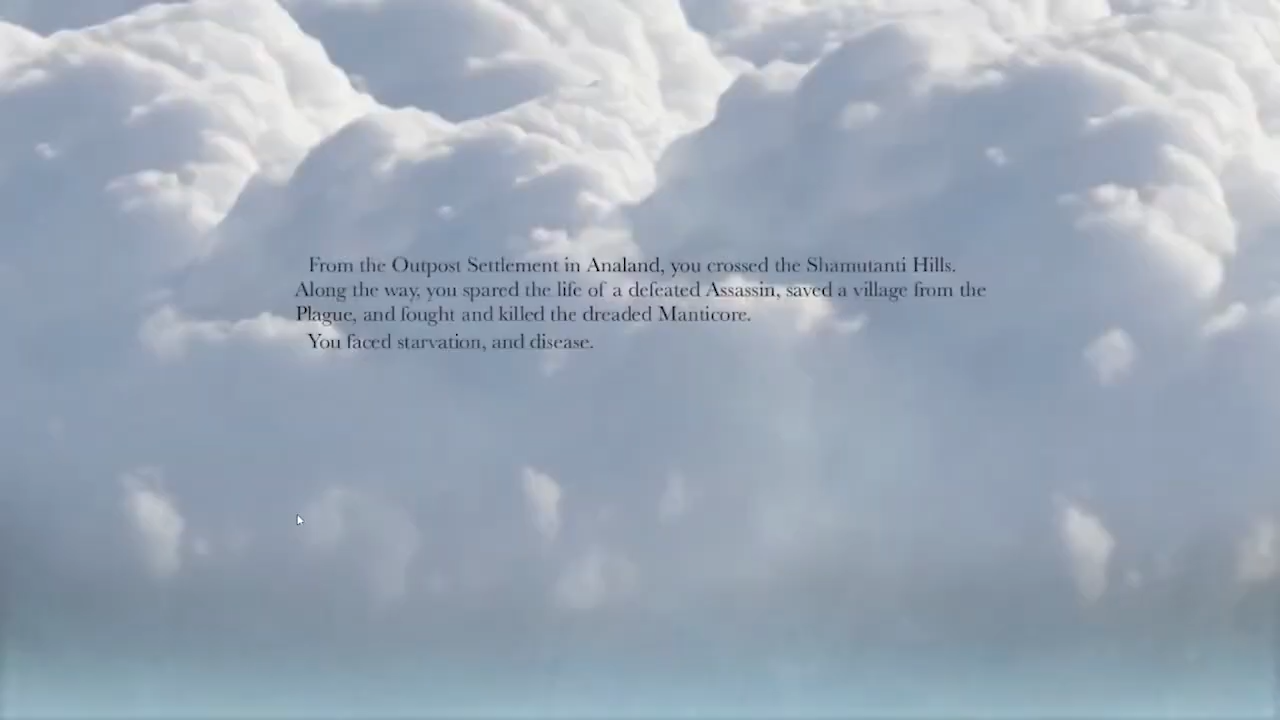 From the Outpost Settlement in Analand, you crossed the Shamutanti Hills.
Along the way, you spared the life of a defeated Assassin, saved a village from the
Plague, and fought and killed the dreaded Manticore.
You faced starvation, and disease.